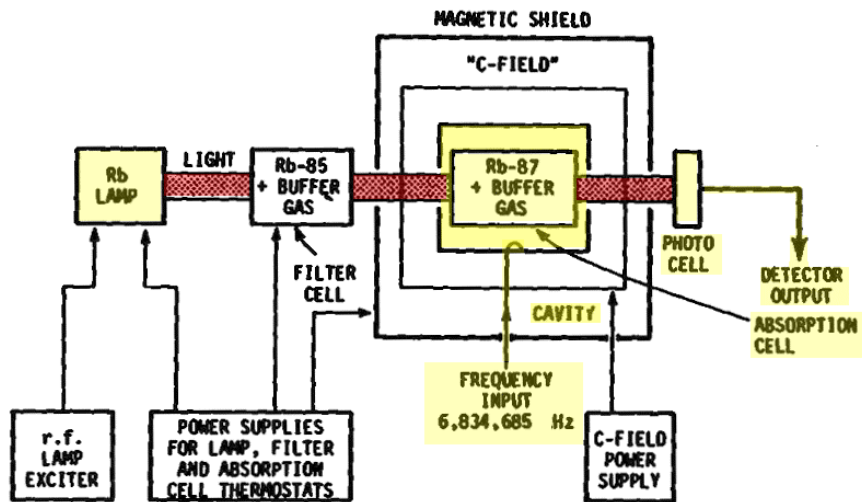 MAGNETIC SHIELD
"C-FIELD"
Rb
LAMP
LIGHT
Rb-85
+ BUFFER
GAS
Rb-87
+ BUFFER
GAS
FILTER
CELL
PHOTO
CELL
DETECTOR
OUTPUT
CAVITY
ABSORPTION
CELL
FREQUENCY
INPUT
6,834,685 Hz
r.f.
LAMP
EXCITER
POWER SUPPLIES
FOR LAMP, FILTER
AND ABSORPTION
CELL THERMOSTATS
C-FIELD
POWER
SUPPLY